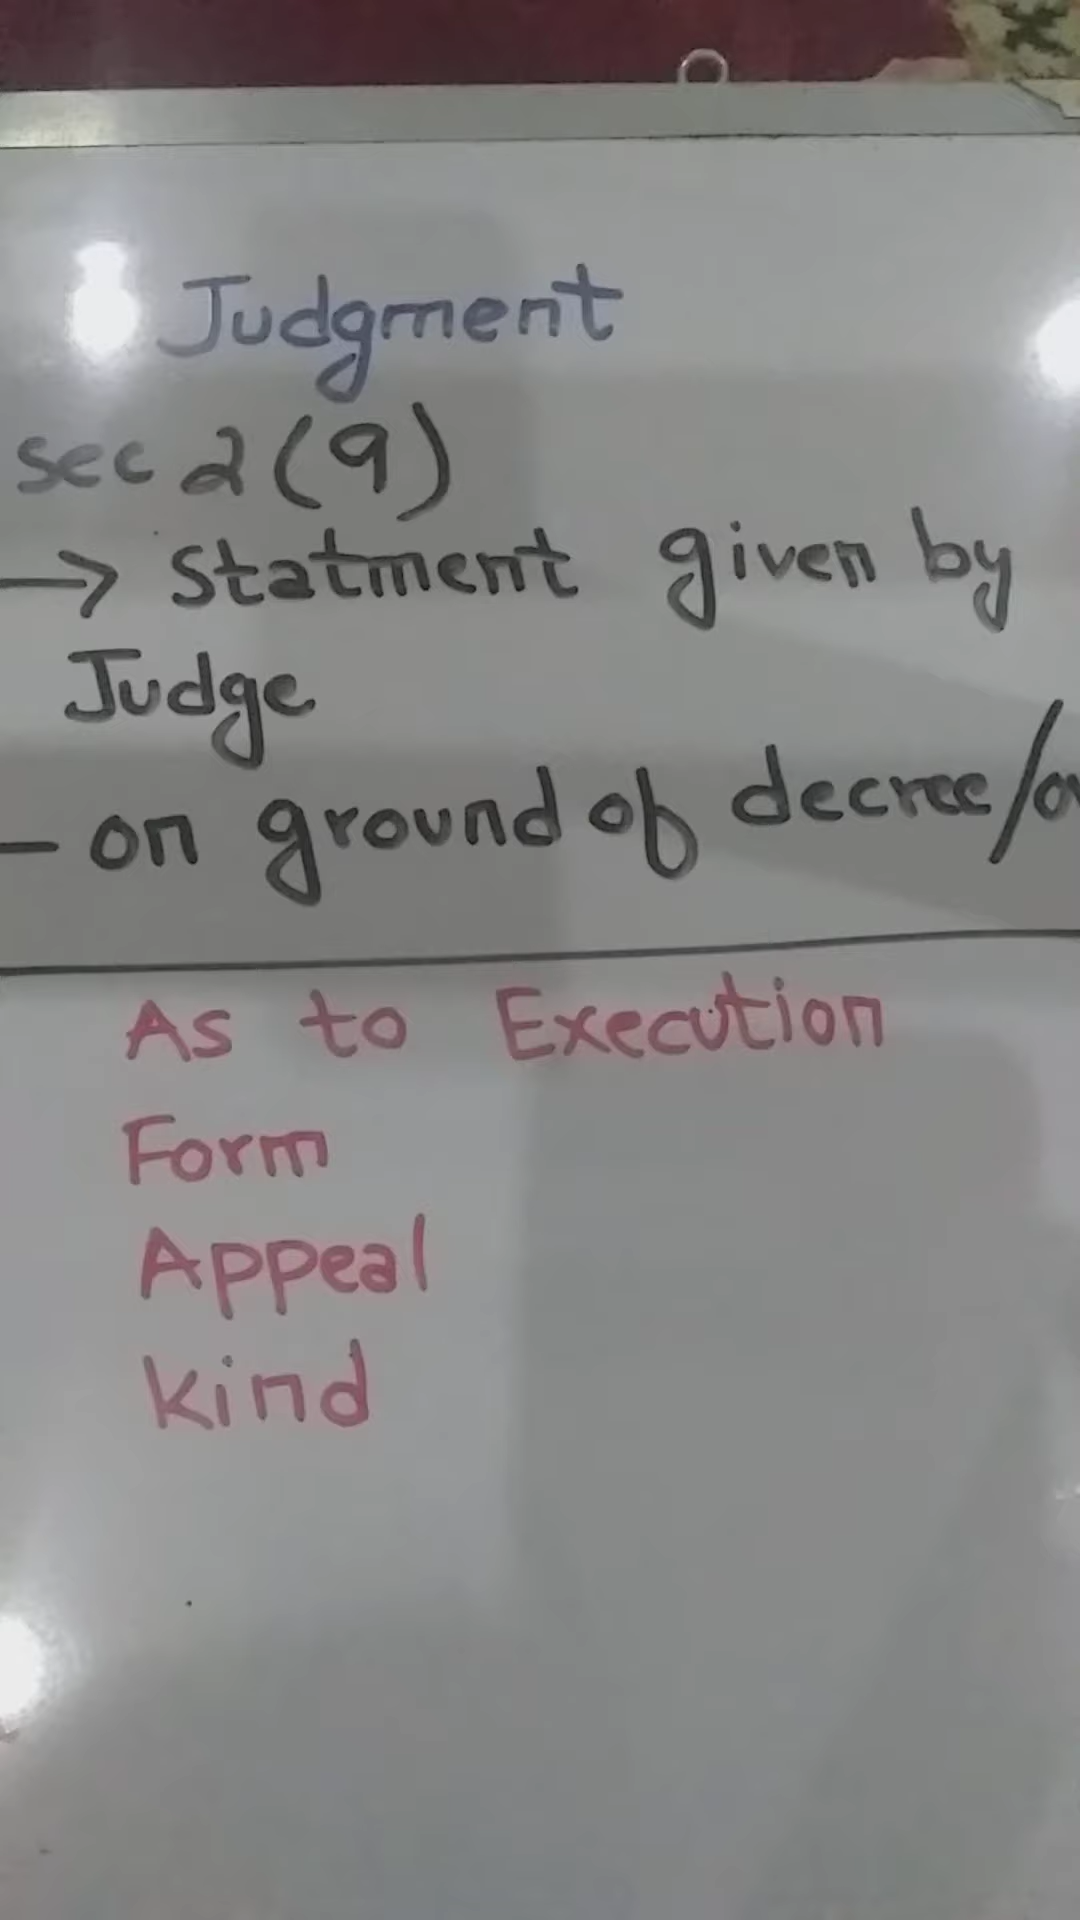 Judgment
sec 2(9)
→ Statment given by
Judge
- on ground of decree/
As to Execution
Form
Appeal
Kind